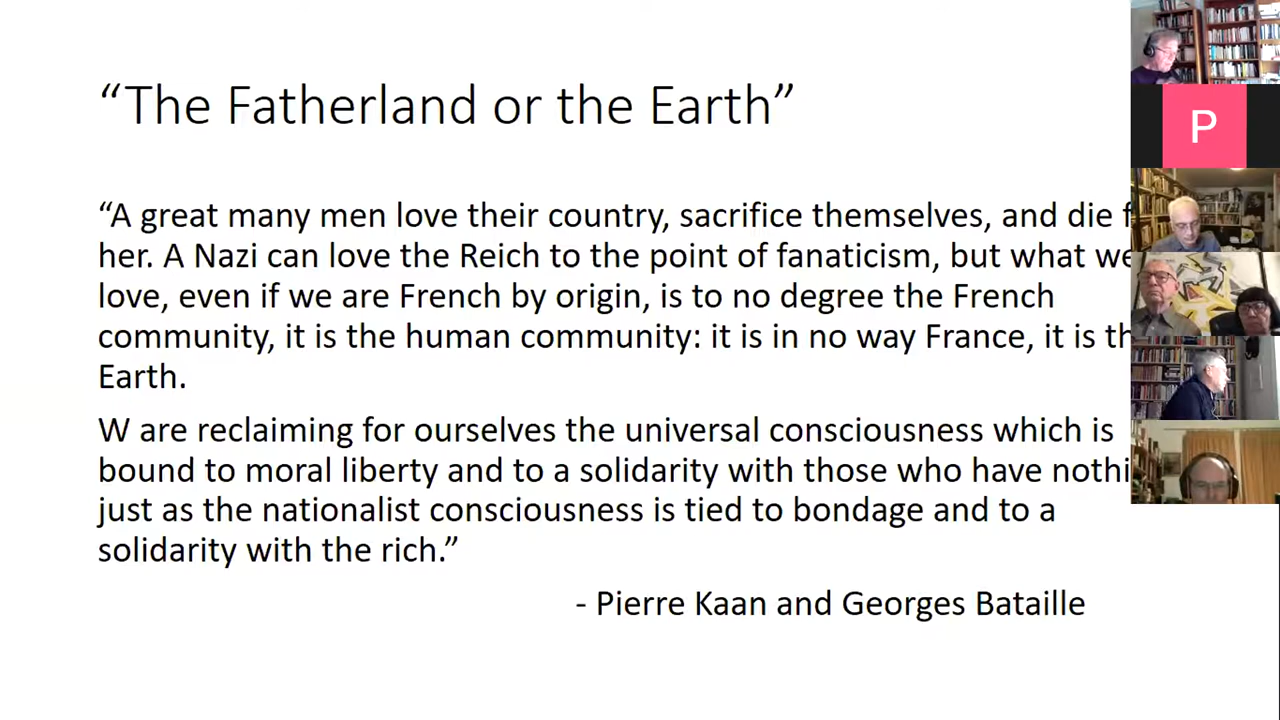 “The Fatherland or the Earth”
“A great many men love their country, sacrifice themselves, and die
her. A Nazi can love the Reich to the point of fanaticism, but what we
love, even if we are French by origin, is to no degree the French
community, it is the human community: it is in no way France, it is
Earth.
W are reclaiming for ourselves the universal consciousness which is
bound to moral liberty and to a solidarity with those who have
just as the nationalist consciousness is tied to bondage and to a
solidarity with the rich.”
- Pierre Kaan and Georges Bataille
P